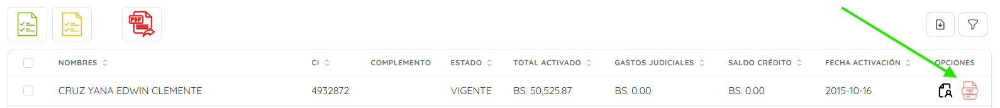 PDF
NOMBRES CI COMPLEMENTO ESTADO TOTAL ACTIVADO GASTOS JUDICIALES SALDO CRÉDITO FECHA ACTIVACIÓN OPCIONES
CRUZ YANA EDWIN CLEMENTE 4932872 VIGENTE BS. 50,525.87 BS. 0.00 BS. 0.00 2015-10-16 PDF